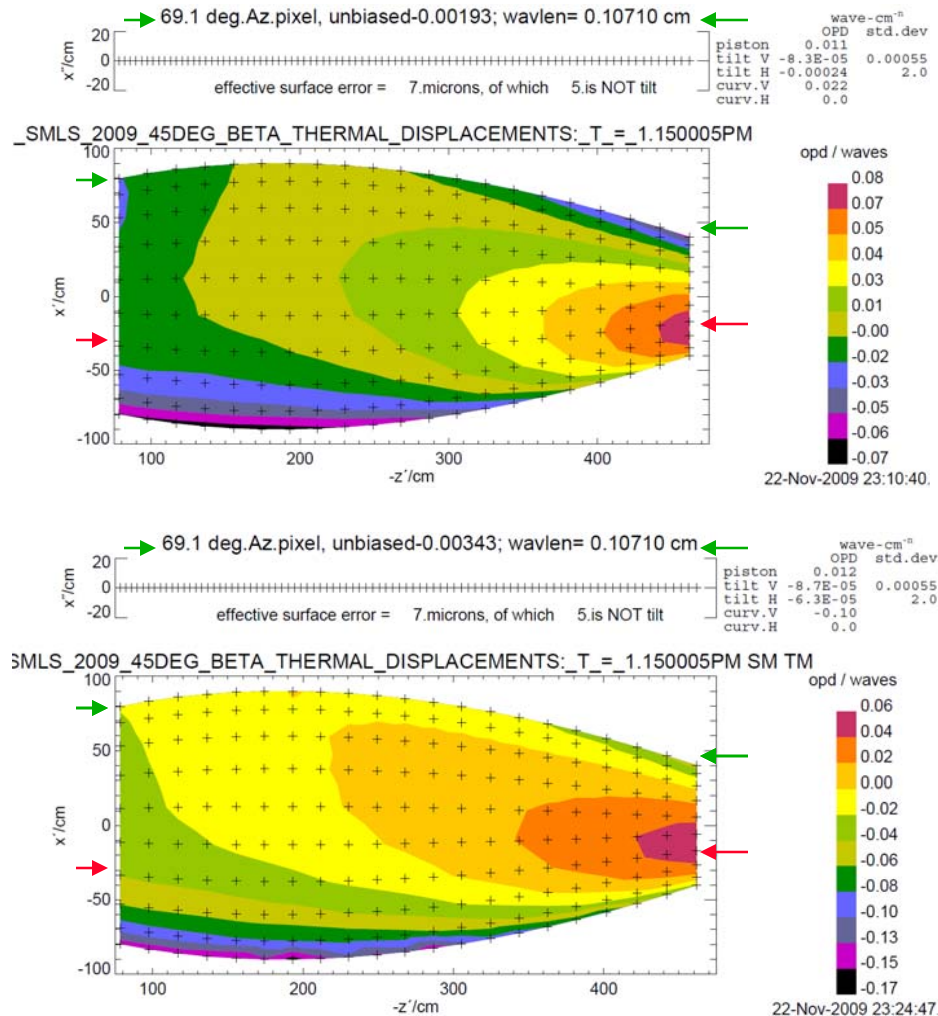 69.1 deg.Az.pixel, unbiased-0.00193; wavlen= 0.10710 cm
wave-cm⁻ⁿ
OPD std.dev
piston 0.011
tilt V -8.3E-05 0.00055
tilt H -0.00024 2.0
curv.V 0.022
curv.H 0.0
x''/cm
20
0
-20
effective surface error = 7.microns, of which 5.is NOT tilt
_SMLS_2009_45DEG_BETA_THERMAL_DISPLACEMENTS:_T_=_1.150005PM
x'/cm
100
50
0
-50
-100
100 200 300 400
-z'/cm
opd / waves
0.08
0.07
0.05
0.04
0.03
0.01
-0.00
-0.02
-0.03
-0.05
-0.06
-0.07
22-Nov-2009 23:10:40.
69.1 deg.Az.pixel, unbiased-0.00343; wavlen= 0.10710 cm
wave-cm⁻ⁿ
OPD std.dev
piston 0.012
tilt V -8.7E-05 0.00055
tilt H -6.3E-05 2.0
curv.V -0.10
curv.H 0.0
x''/cm
20
0
-20
effective surface error = 7.microns, of which 5.is NOT tilt
SMLS_2009_45DEG_BETA_THERMAL_DISPLACEMENTS:_T_=_1.150005PM SM TM
x'/cm
100
50
0
-50
-100
100 200 300 400
-z'/cm
opd / waves
0.06
0.04
0.02
0.00
-0.02
-0.04
-0.06
-0.08
-0.10
-0.13
-0.15
-0.17
22-Nov-2009 23:24:47.